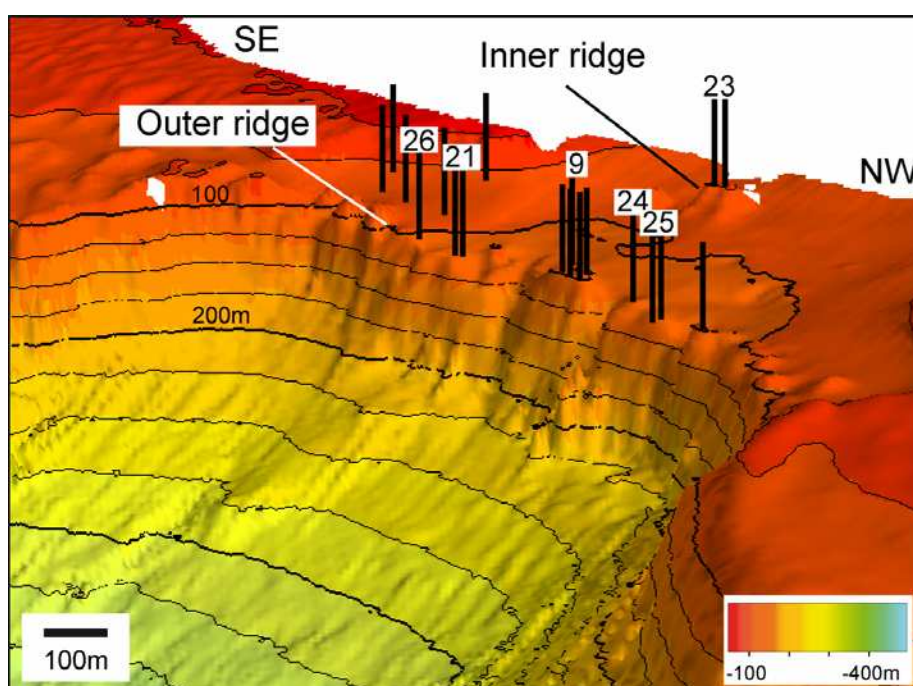 SE
Inner ridge
23
Outer ridge
26
21
9
NW
100
24
25
200m
100m
-100
-400m